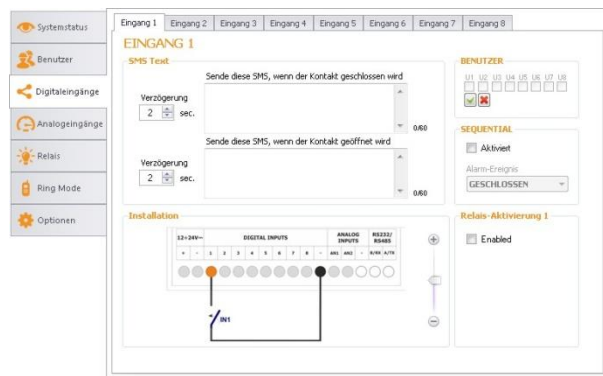 Systemstatus
Benutzer
Digitaleingänge
Analogeingänge
Relais
Ring Mode
Optionen
Eingang 1 Eingang 2 Eingang 3 Eingang 4 Eingang 5 Eingang 6 Eingang 7 Eingang 8
EINGANG 1
SMS Text
Sende diese SMS, wenn der Kontakt geschlossen wird
Verzögerung
2 sec.
0/60
Sende diese SMS, wenn der Kontakt geöffnet wird
Verzögerung
2 sec.
0/60
BENUTZER
U1 U2 U3 U4 U5 U6 U7 U8
SEQUENTIAL
Aktiviert
Alarm-Ereignis
GESCHLOSSEN
Installation
12÷24V DIGITAL INPUTS ANALOG INPUTS RS232/ RS485
+ - 1 2 3 4 5 6 7 8 - AN1 AN2 - B/RX A/TX
IN1
Relais-Aktivierung 1
Enabled